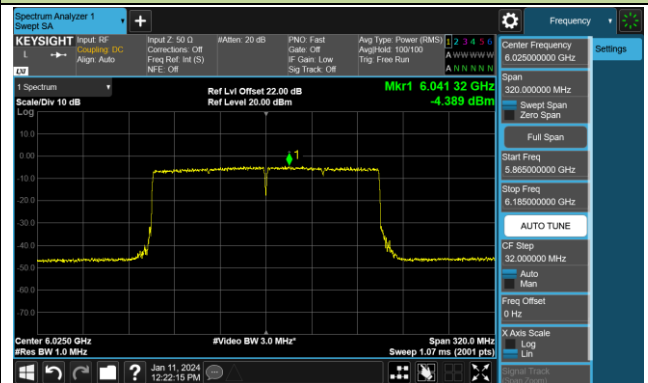 Spectrum Analyzer 1
Swept SA
Frequency
KEYSIGHT
L
LXI
Input: RF
Coupling: DC
Align: Auto
Input Z: 50 Ω
Corrections: Off
Freq Ref: Int (S)
NFE: Off
#Atten: 20 dB
PNO: Fast
Gate: Off
IF Gain: Low
Sig Track: Off
Avg Type: Power (RMS)
Avg|Hold: 100/100
Trig: Free Run
1 2 3 4 5 6
A W W W W W
A N N N N N
1 Spectrum
Scale/Div 10 dB
Log
Ref Lvl Offset 22.00 dB
Ref Level 20.00 dBm
Mkr1 6.041 32 GHz
-4.389 dBm
10.0
0.00
-10.0
-20.0
-30.0
-40.0
-50.0
-60.0
-70.0
1
Center 6.0250 GHz
#Res BW 1.0 MHz
#Video BW 3.0 MHz*
Span 320.0 MHz
Sweep 1.07 ms (2001 pts)
Jan 11, 2024
12:22:15 PM
Center Frequency
6.025000000 GHz
Settings
Span
320.000000 MHz
Swept Span
Zero Span
Full Span
Start Freq
5.865000000 GHz
Stop Freq
6.185000000 GHz
AUTO TUNE
CF Step
32.000000 MHz
Auto
Man
Freq Offset
0 Hz
X Axis Scale
Log
Lin
Signal Track
(Span Zoom)